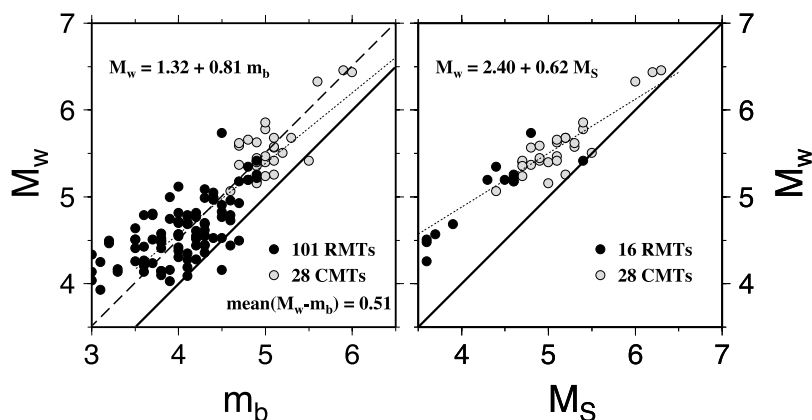 7
6
5
4
M_w
M_w = 1.32 + 0.81 m_b
101 RMTs
28 CMTs
mean(M_w-m_b) = 0.51
3 4 5 6
m_b
M_w = 2.40 + 0.62 M_S
16 RMTs
28 CMTs
4 5 6 7
M_S
7
6
5
4
M_w